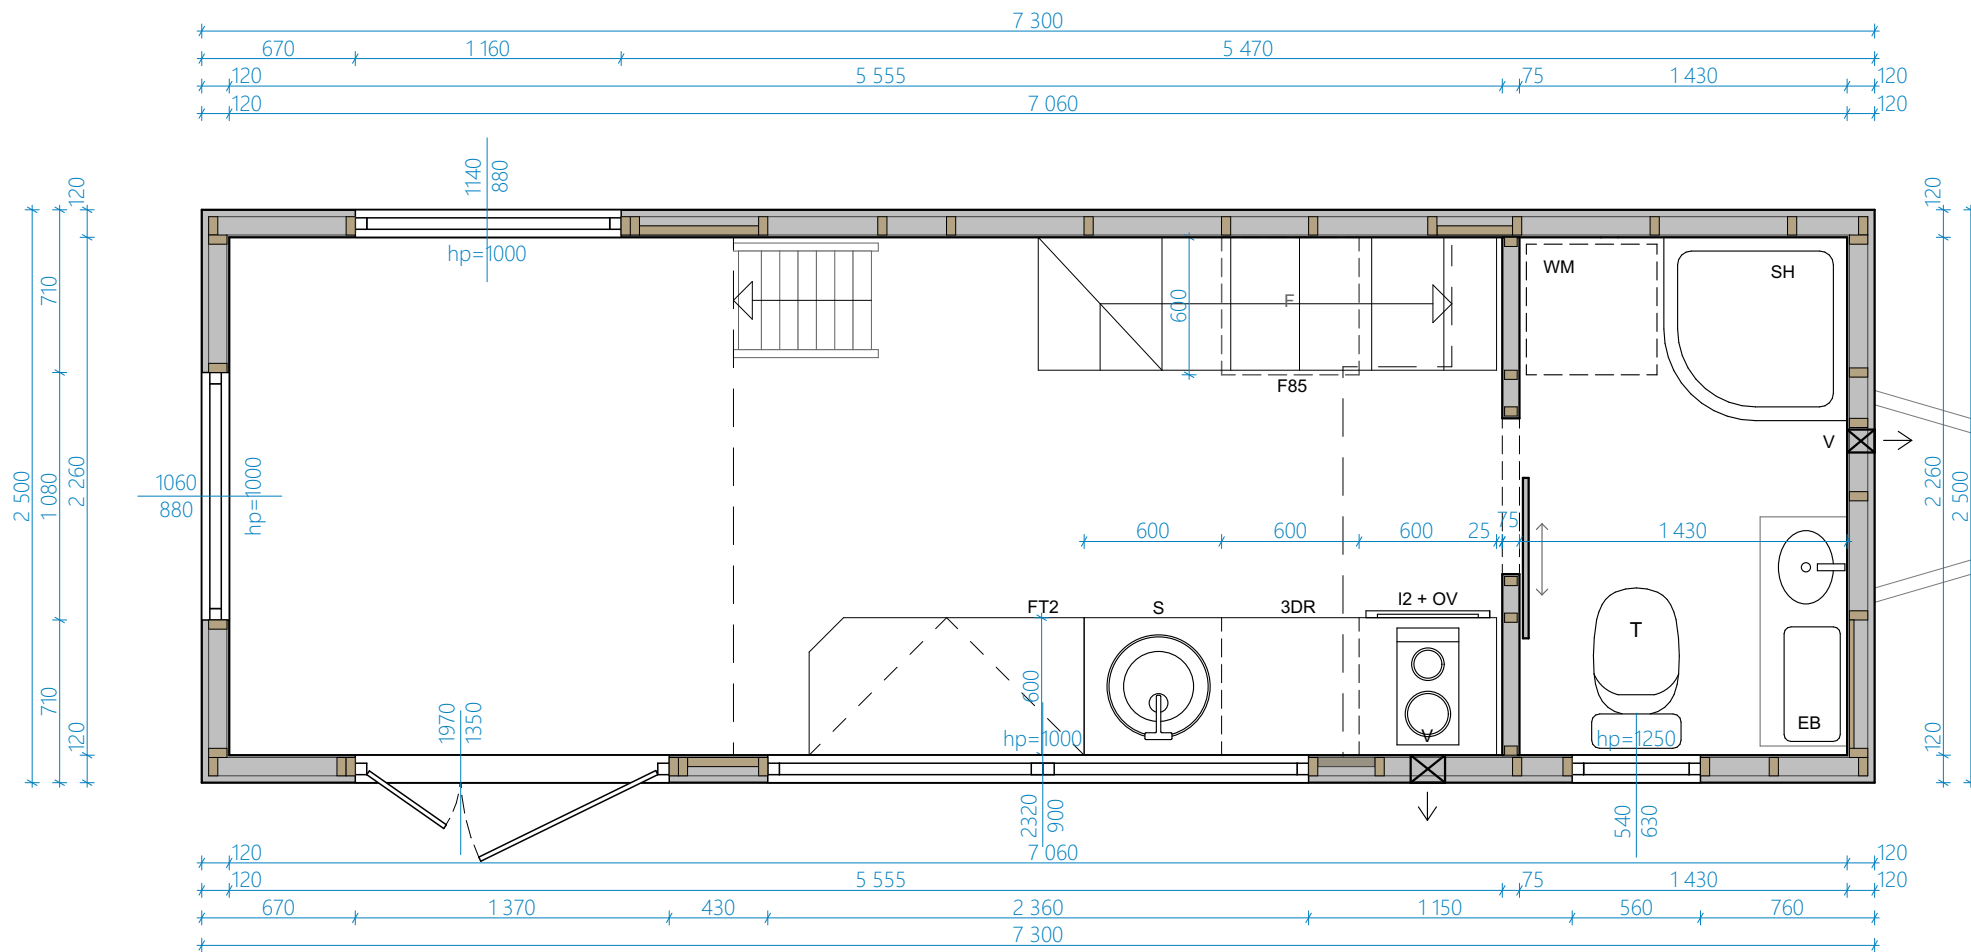 7 300
670 1 160 5 470
120 5 555 75 1 430 120
120 7 060 120
1140 880
hp=1000
120 710 1 080 710 120
2 260
2 500
1060
880
hp=1000
600
F
F85
WM
SH
V
120 2 260 120
2 500
600 600 600 25 75 1 430
FT2 S 3DR I2 + OV
T
600
EB
V
hp=1000
hp=1250
1970 1350
2320 900
540 630
120 7 060 120
120 5 555 75 1 430 120
670 1 370 430 2 360 1 150 560 760
7 300